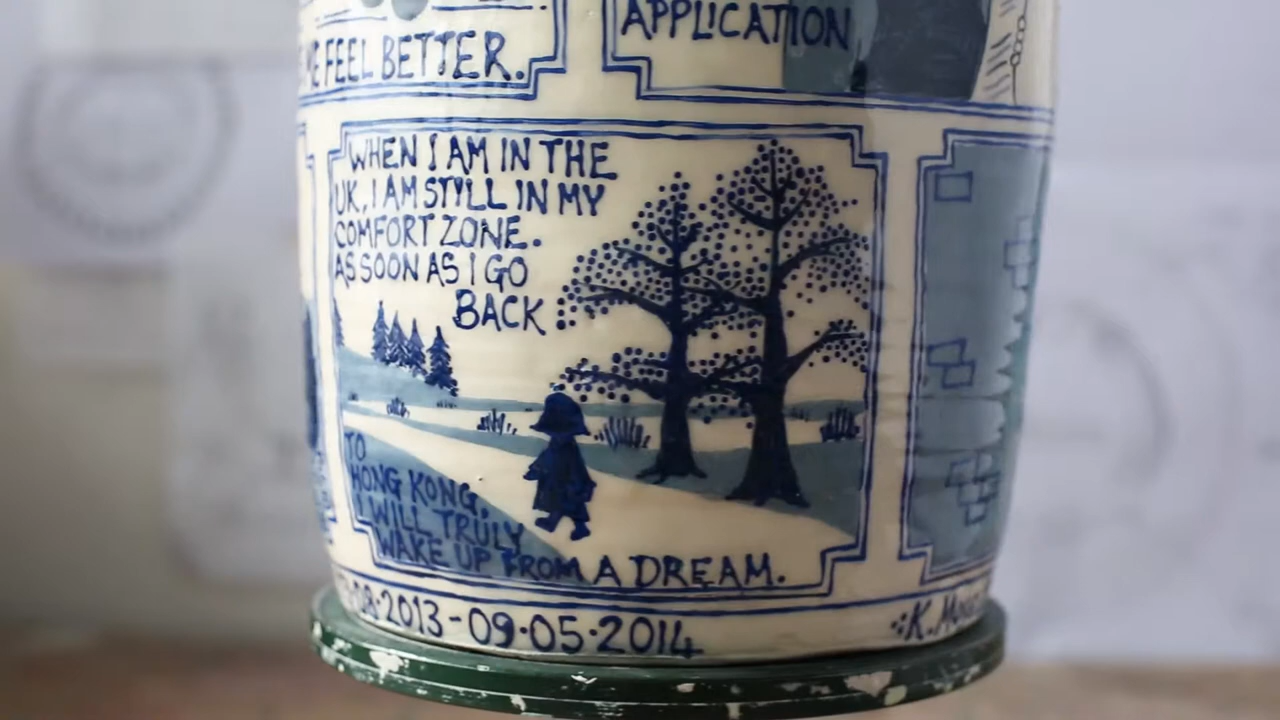 FEEL BETTER.
APPLICATION
WHEN I AM IN THE
UK, I AM STILL IN MY
COMFORT ZONE.
AS SOON AS I GO
BACK
TO
HONG KONG,
I WILL TRULY
WAKE UP FROM A DREAM.
08·2013-09·05·2014
K.